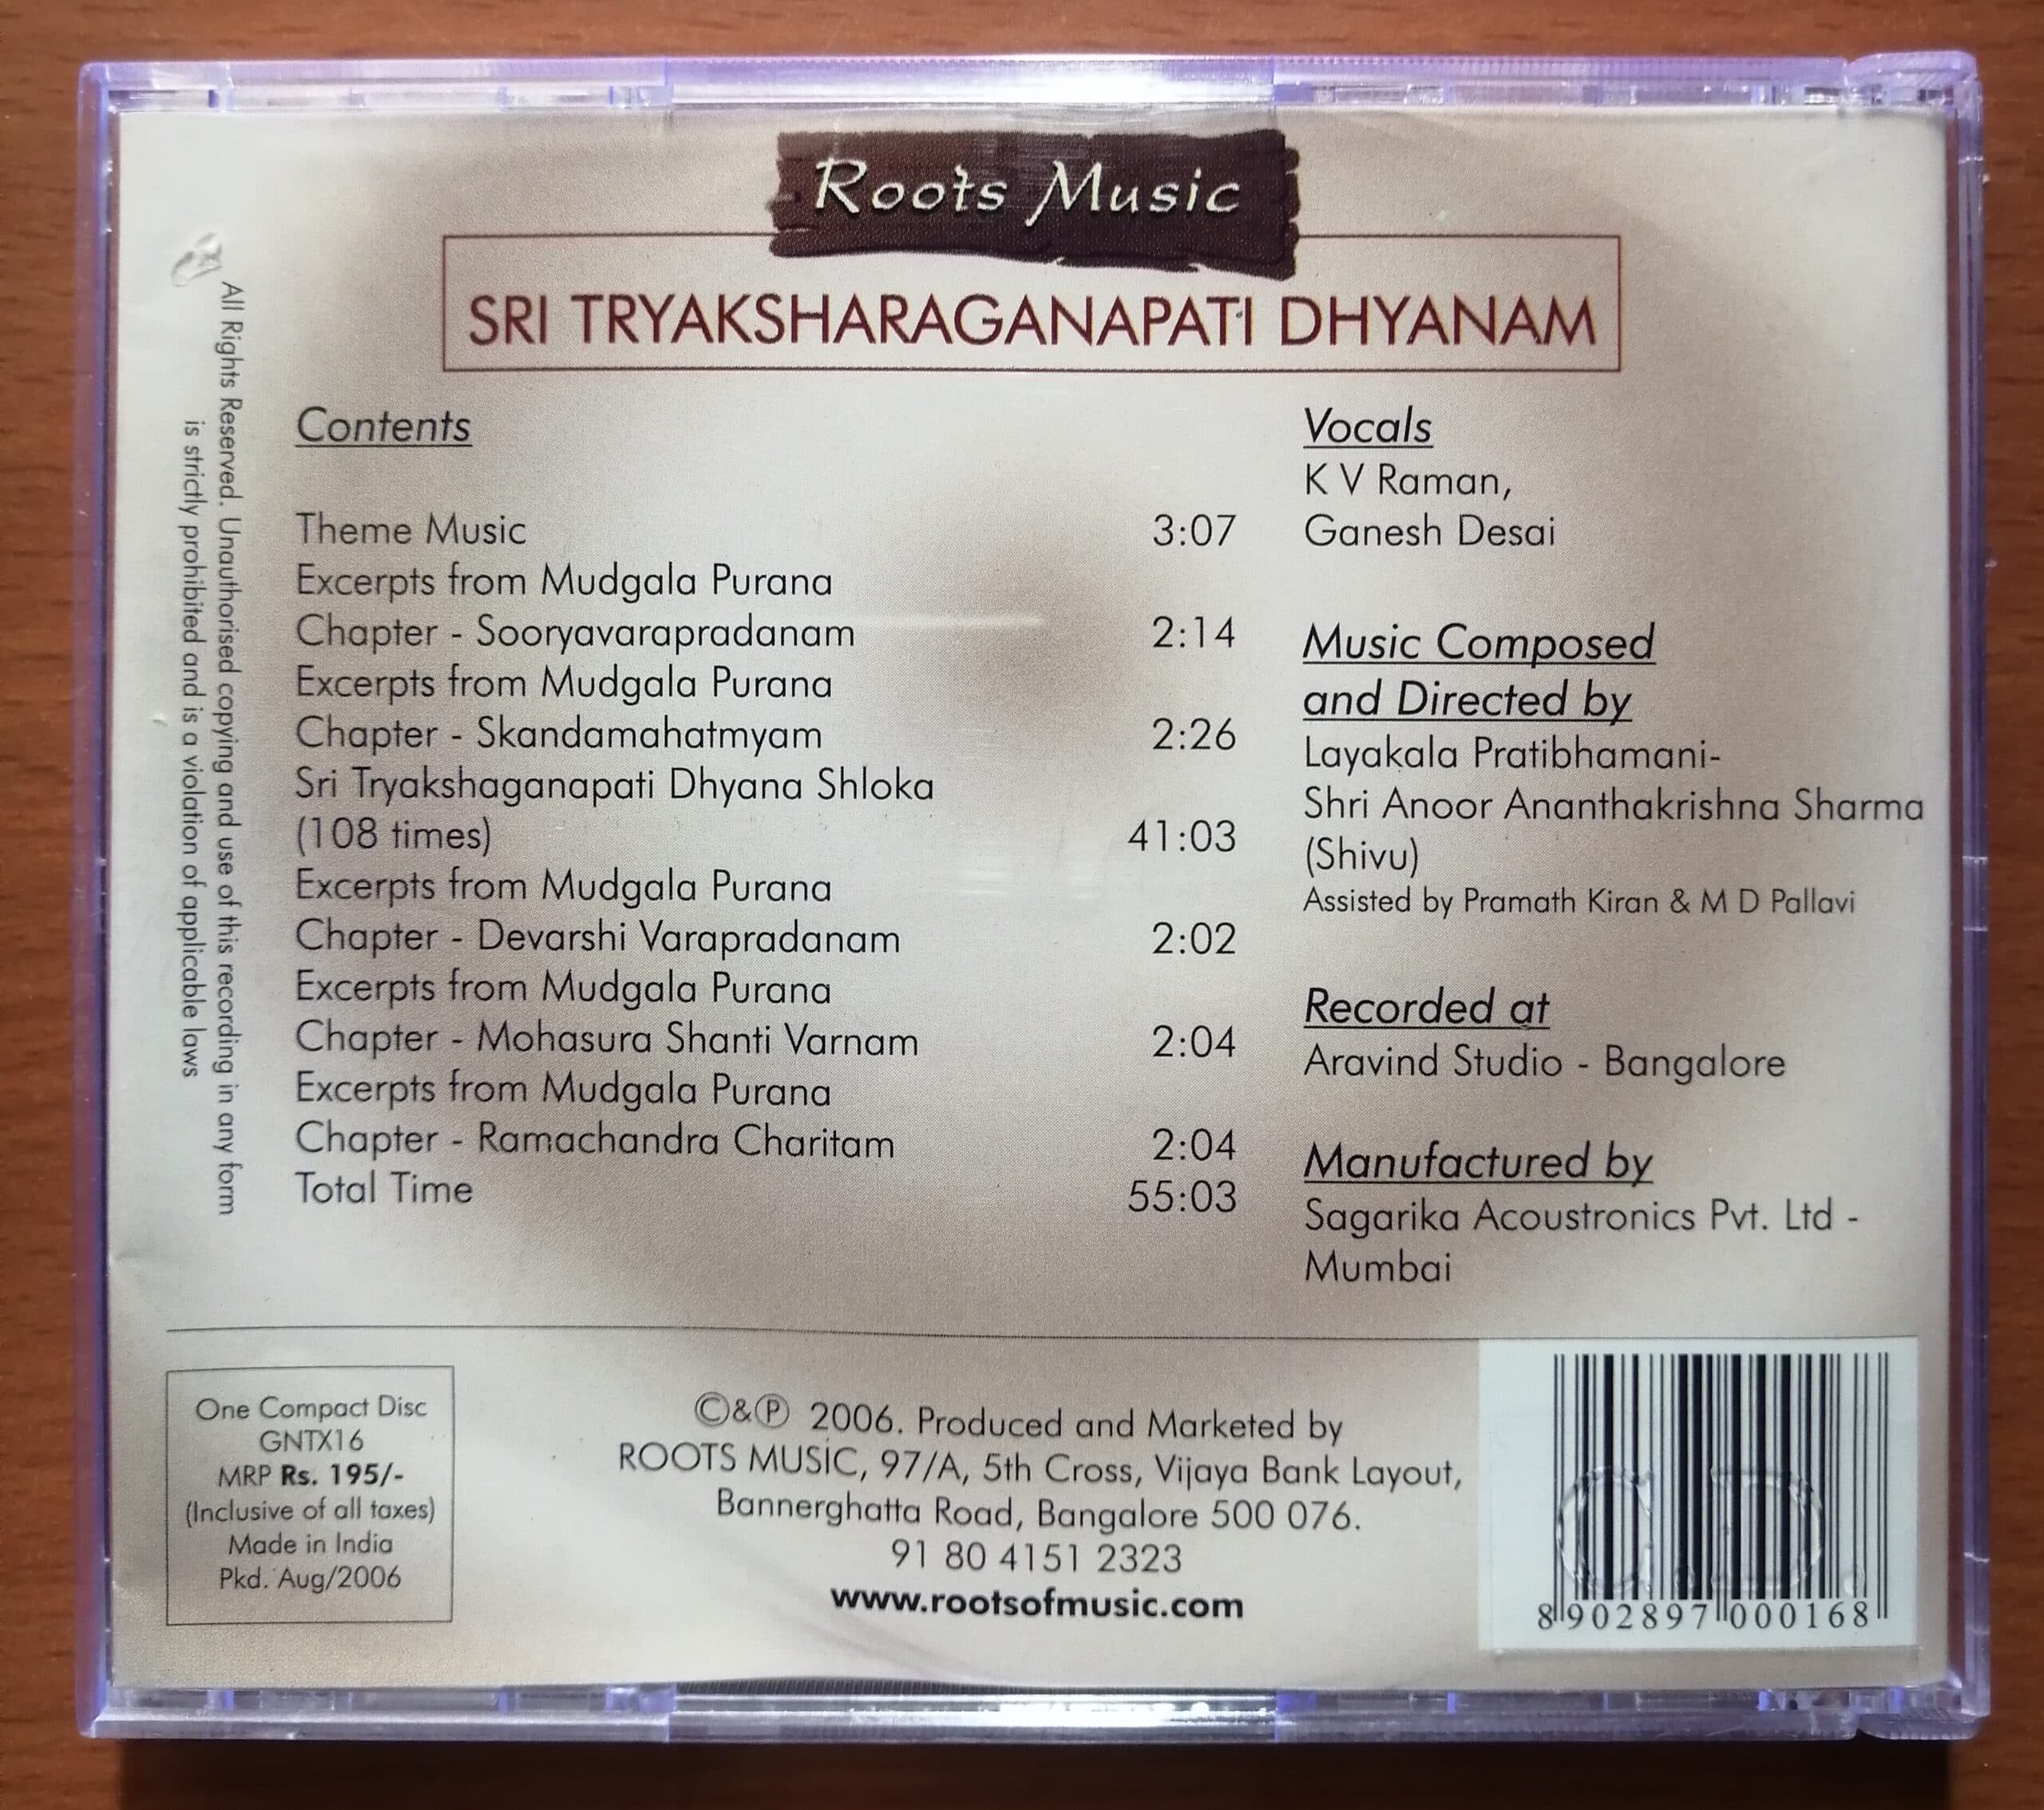 Roots Music
SRI TRYAKSHARAGANAPATI DHYANAM
All Rights Reserved. Unauthorised copying and use of this recording in any form
is strictly prohibited and is a violation of applicable laws
Contents
Theme Music 3:07
Excerpts from Mudgala Purana
Chapter - Sooryavarapradanam 2:14
Excerpts from Mudgala Purana
Chapter - Skandamahatmyam 2:26
Sri Tryakshaganapati Dhyana Shloka
(108 times) 41:03
Excerpts from Mudgala Purana
Chapter - Devarshi Varapradanam 2:02
Excerpts from Mudgala Purana
Chapter - Mohasura Shanti Varnam 2:04
Excerpts from Mudgala Purana
Chapter - Ramachandra Charitam 2:04
Total Time 55:03
Vocals
K V Raman,
Ganesh Desai
Music Composed
and Directed by
Layakala Pratibhamani-
Shri Anoor Ananthakrishna Sharma
(Shivu)
Assisted by Pramath Kiran & M D Pallavi
Recorded at
Aravind Studio - Bangalore
Manufactured by
Sagarika Acoustronics Pvt. Ltd -
Mumbai
One Compact Disc
GNTX16
MRP Rs. 195/-
(Inclusive of all taxes)
Made in India
Pkd. Aug/2006
©&℗ 2006. Produced and Marketed by
ROOTS MUSIC, 97/A, 5th Cross, Vijaya Bank Layout,
Bannerghatta Road, Bangalore 500 076.
91 80 4151 2323
www.rootsofmusic.com
8 902897 000168